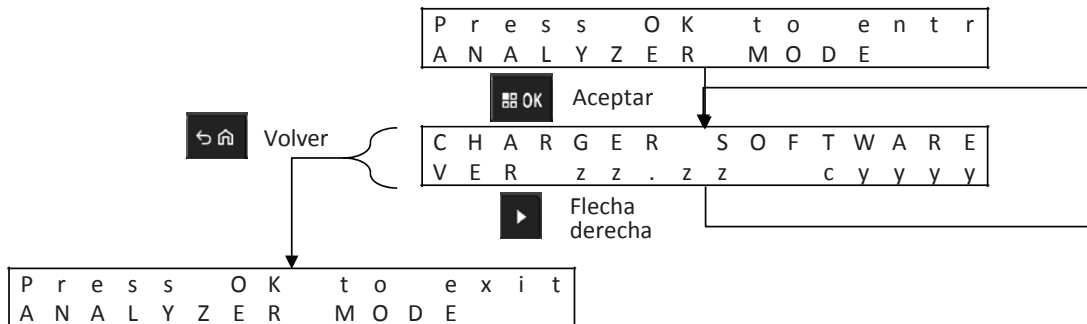 Press OK to entr
ANALYZER MODE
OK Aceptar
Volver
CHARGER SOFTWARE
VER zz.zz cyyyy
Flecha
derecha
Press OK to exit
ANALYZER MODE